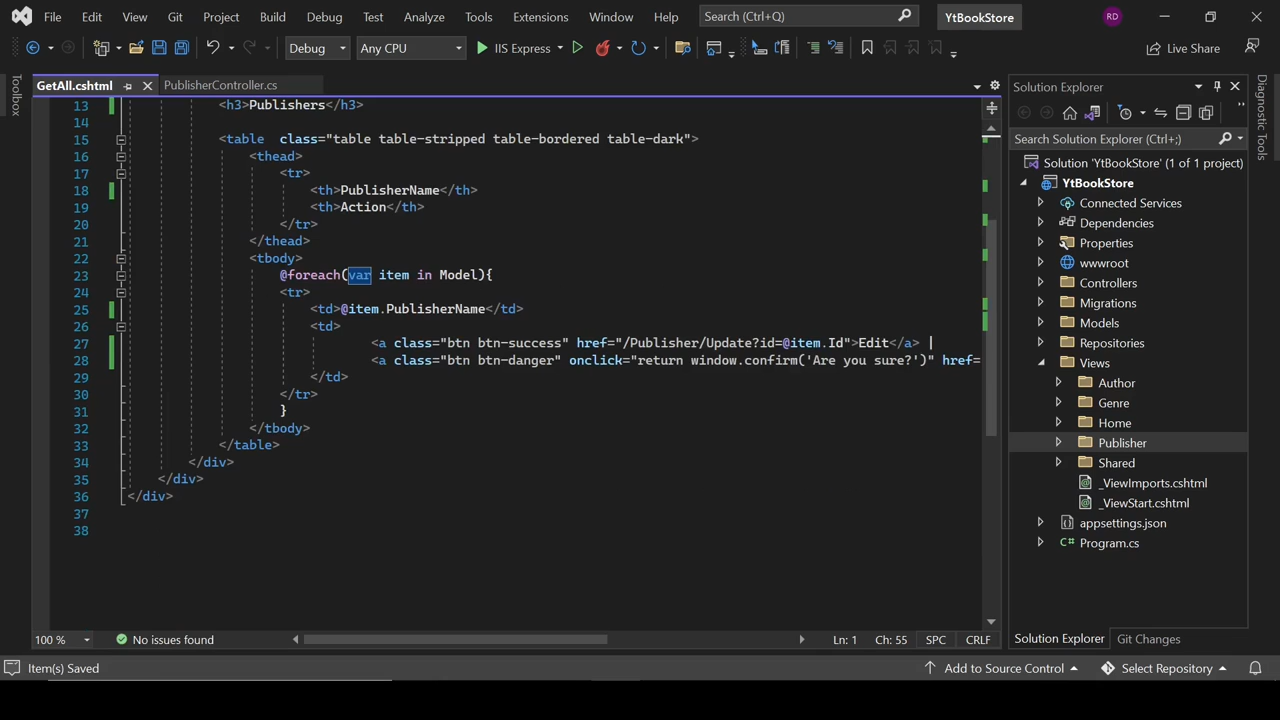 File Edit View Git Project Build Debug Test Analyze Tools Extensions Window Help Search (Ctrl+Q) YtBookStore RD
Debug Any CPU IIS Express Live Share
Toolbox
GetAll.cshtml PublisherController.cs
13 <h3>Publishers</h3>
14
15 <table class="table table-stripped table-bordered table-dark">
16 <thead>
17 <tr>
18 <th>PublisherName</th>
19 <th>Action</th>
20 </tr>
21 </thead>
22 <tbody>
23 @foreach(var item in Model){
24 <tr>
25 <td>@item.PublisherName</td>
26 <td>
27 <a class="btn btn-success" href="/Publisher/Update?id=@item.Id">Edit</a> |
28 <a class="btn btn-danger" onclick="return window.confirm('Are you sure?')" href=
29 </td>
30 </tr>
31 }
32 </tbody>
33 </table>
34 </div>
35 </div>
36 </div>
37
38
100 % No issues found Ln: 1 Ch: 55 SPC CRLF
Solution Explorer
Search Solution Explorer (Ctrl+;)
Solution 'YtBookStore' (1 of 1 project)
YtBookStore
Connected Services
Dependencies
Properties
wwwroot
Controllers
Migrations
Models
Repositories
Views
Author
Genre
Home
Publisher
Shared
_ViewImports.cshtml
_ViewStart.cshtml
appsettings.json
Program.cs
Solution Explorer Git Changes
Diagnostic Tools
Item(s) Saved Add to Source Control Select Repository